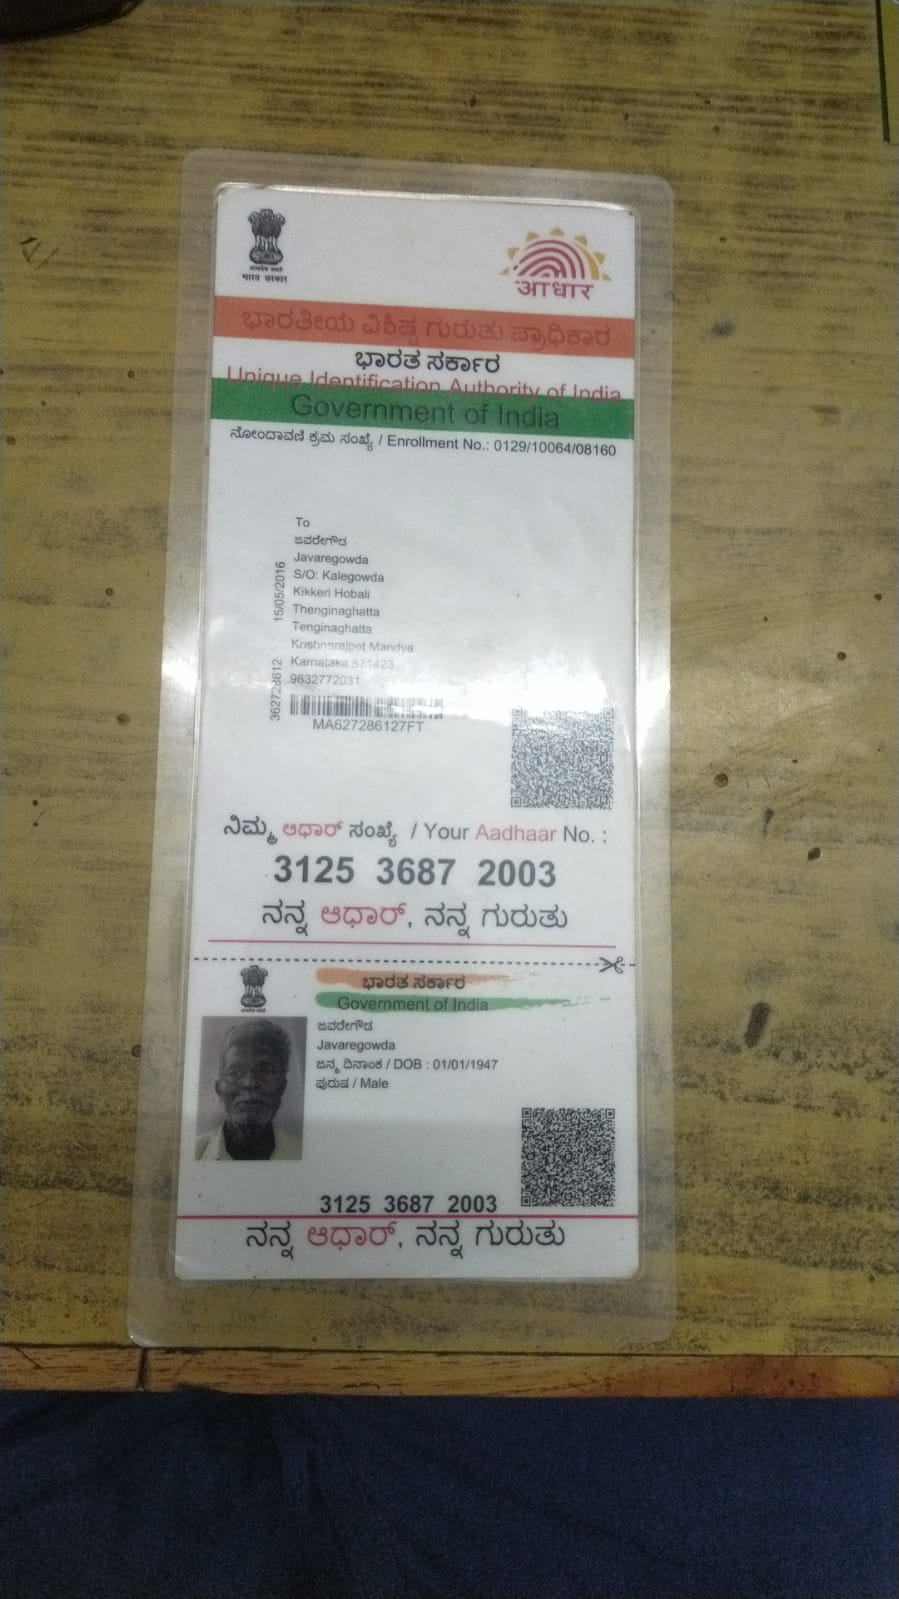 सत्यमेव जयते
भारत सरकार
आधार
ಭಾರತೀಯ ವಿಶಿಷ್ಟ ಗುರುತು ಪ್ರಾಧಿಕಾರ
ಭಾರತ ಸರ್ಕಾರ
Unique Identification Authority of India
Government of India
ನೋಂದಾವಣಿ ಕ್ರಮ ಸಂಖ್ಯೆ / Enrollment No.: 0129/10064/08160
To
ಜವರೇಗೌಡ
Javaregowda
S/O: Kalegowda
Kikkeri Hobali
Thenginaghatta
Tenginaghatta
Krishnarajpet Mandya
Karnataka 571423
9632772031
15/05/2016
MA627286127FT
ನಿಮ್ಮ ಆಧಾರ್ ಸಂಖ್ಯೆ / Your Aadhaar No. :
3125 3687 2003
ನನ್ನ ಆಧಾರ್, ನನ್ನ ಗುರುತು
ಭಾರತ ಸರ್ಕಾರ
Government of India
ಜವರೇಗೌಡ
Javaregowda
ಜನ್ಮ ದಿನಾಂಕ / DOB : 01/01/1947
ಪುರುಷ / Male
3125 3687 2003
ನನ್ನ ಆಧಾರ್, ನನ್ನ ಗುರುತು